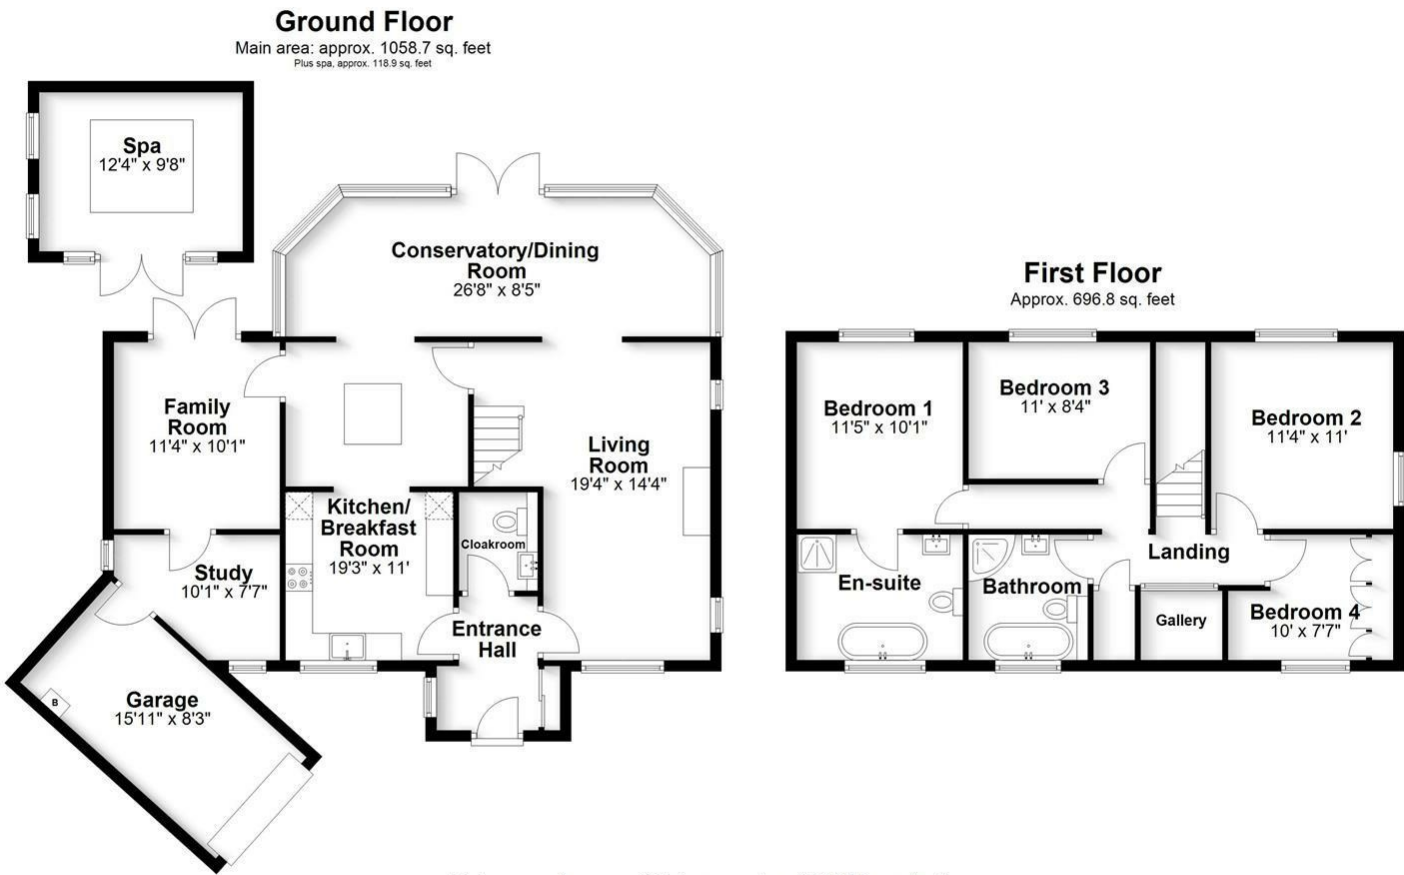 Ground Floor
Main area: approx. 1058.7 sq. feet
Plus spa, approx. 118.9 sq. feet
Spa
12'4" x 9'8"
Conservatory/Dining
Room
26'8" x 8'5"
Family
Room
11'4" x 10'1"
Living
Room
19'4" x 14'4"
Kitchen/
Breakfast
Room
19'3" x 11'
Cloakroom
Study
10'1" x 7'7"
Entrance
Hall
Garage
15'11" x 8'3"
B
First Floor
Approx. 696.8 sq. feet
Bedroom 1
11'5" x 10'1"
Bedroom 3
11' x 8'4"
Bedroom 2
11'4" x 11'
Landing
En-suite
Bathroom
Gallery
Bedroom 4
10' x 7'7"